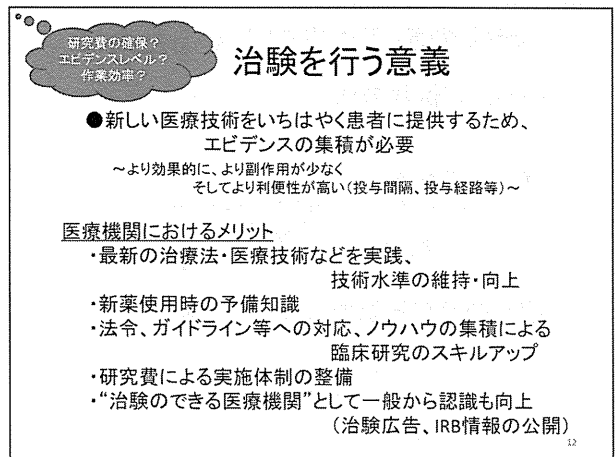 研究費の確保？
エビデンスレベル？
作業効率？
治験を行う意義
●新しい医療技術をいちはやく患者に提供するため、
エビデンスの集積が必要
～より効果的に、より副作用が少なく
そしてより利便性が高い（投与間隔、投与経路等）～
医療機関におけるメリット
・最新の治療法・医療技術などを実践、
技術水準の維持・向上
・新薬使用時の予備知識
・法令、ガイドライン等への対応、ノウハウの集積による
臨床研究のスキルアップ
・研究費による実施体制の整備
・“治験のできる医療機関”として一般から認識も向上
（治験広告、IRB情報の公開）
12